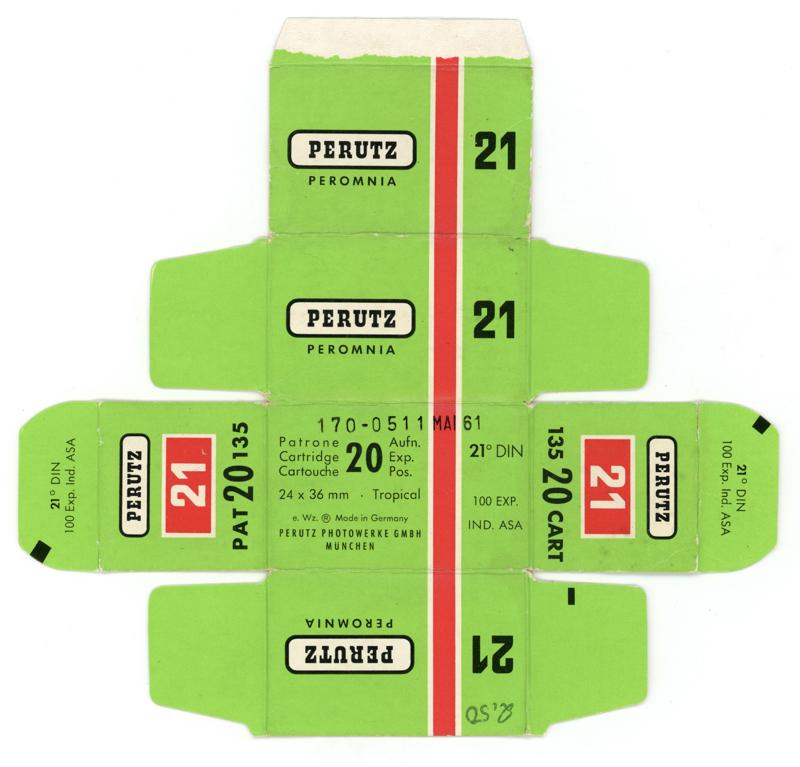 PERUTZ
PEROMNIA
21
PERUTZ
PEROMNIA
21
21° DIN
100 Exp. Ind. ASA
PERUTZ
21
PAT 20 135
170-0511 MAI 61
Patrone
Cartridge
Cartouche
20
Aufn.
Exp.
Pos.
24 x 36 mm · Tropical
e. Wz. ® Made in Germany
PERUTZ PHOTOWERKE GMBH
MÜNCHEN
21° DIN
100 EXP.
IND. ASA
135 20 CART
21
PERUTZ
21° DIN
100 Exp. Ind. ASA
PEROMNIA
PERUTZ
21
2,50